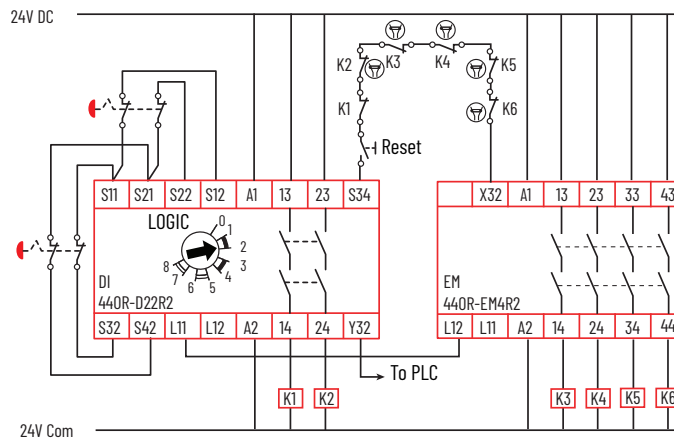 24V DC
K2 K3 K4 K5
K1 K6
Reset
S11 S21 S22 S12 A1 13 23 S34
X32 A1 13 23 33 43
LOGIC
0
1
2
3
4
5
6
7
8
DI
440R-D22R2
EM
440R-EM4R2
S32 S42 L11 L12 A2 14 24 Y32
L12 L11 A2 14 24 34 44
To PLC
K1 K2
K3 K4 K5 K6
24V Com